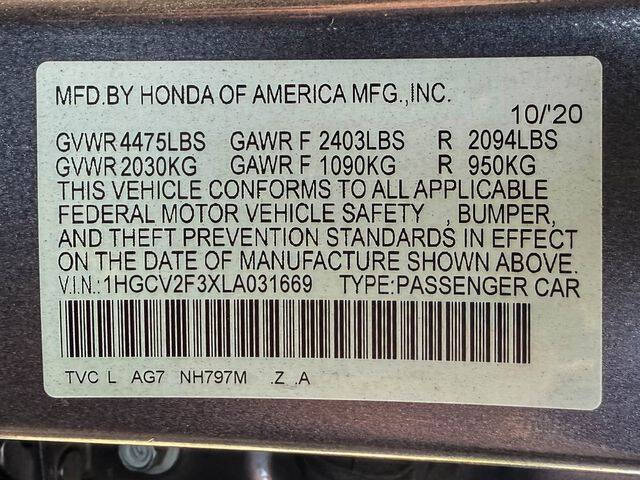 MFD.BY HONDA OF AMERICA MFG.,INC.
10/'20
GVWR 4475LBS GAWR F 2403LBS R 2094LBS
GVWR 2030KG GAWR F 1090KG R 950KG
THIS VEHICLE CONFORMS TO ALL APPLICABLE
FEDERAL MOTOR VEHICLE SAFETY , BUMPER,
AND THEFT PREVENTION STANDARDS IN EFFECT
ON THE DATE OF MANUFACTURE SHOWN ABOVE.
V.I.N.:1HGCV2F3XLA031669 TYPE:PASSENGER CAR
TVC L AG7 NH797M .Z .A